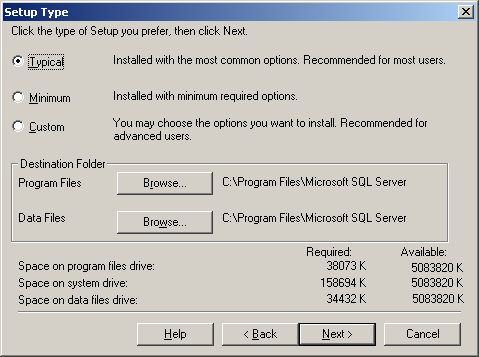 Setup Type
Click the type of Setup you prefer, then click Next.
Typical Installed with the most common options. Recommended for most users.
Minimum Installed with minimum required options.
Custom You may choose the options you want to install. Recommended for
advanced users.
Destination Folder
Program Files Browse... C:\Program Files\Microsoft SQL Server
Data Files Browse... C:\Program Files\Microsoft SQL Server
Required: Available:
Space on program files drive: 38073 K 5083820 K
Space on system drive: 158694 K 5083820 K
Space on data files drive: 34432 K 5083820 K
Help < Back Next > Cancel